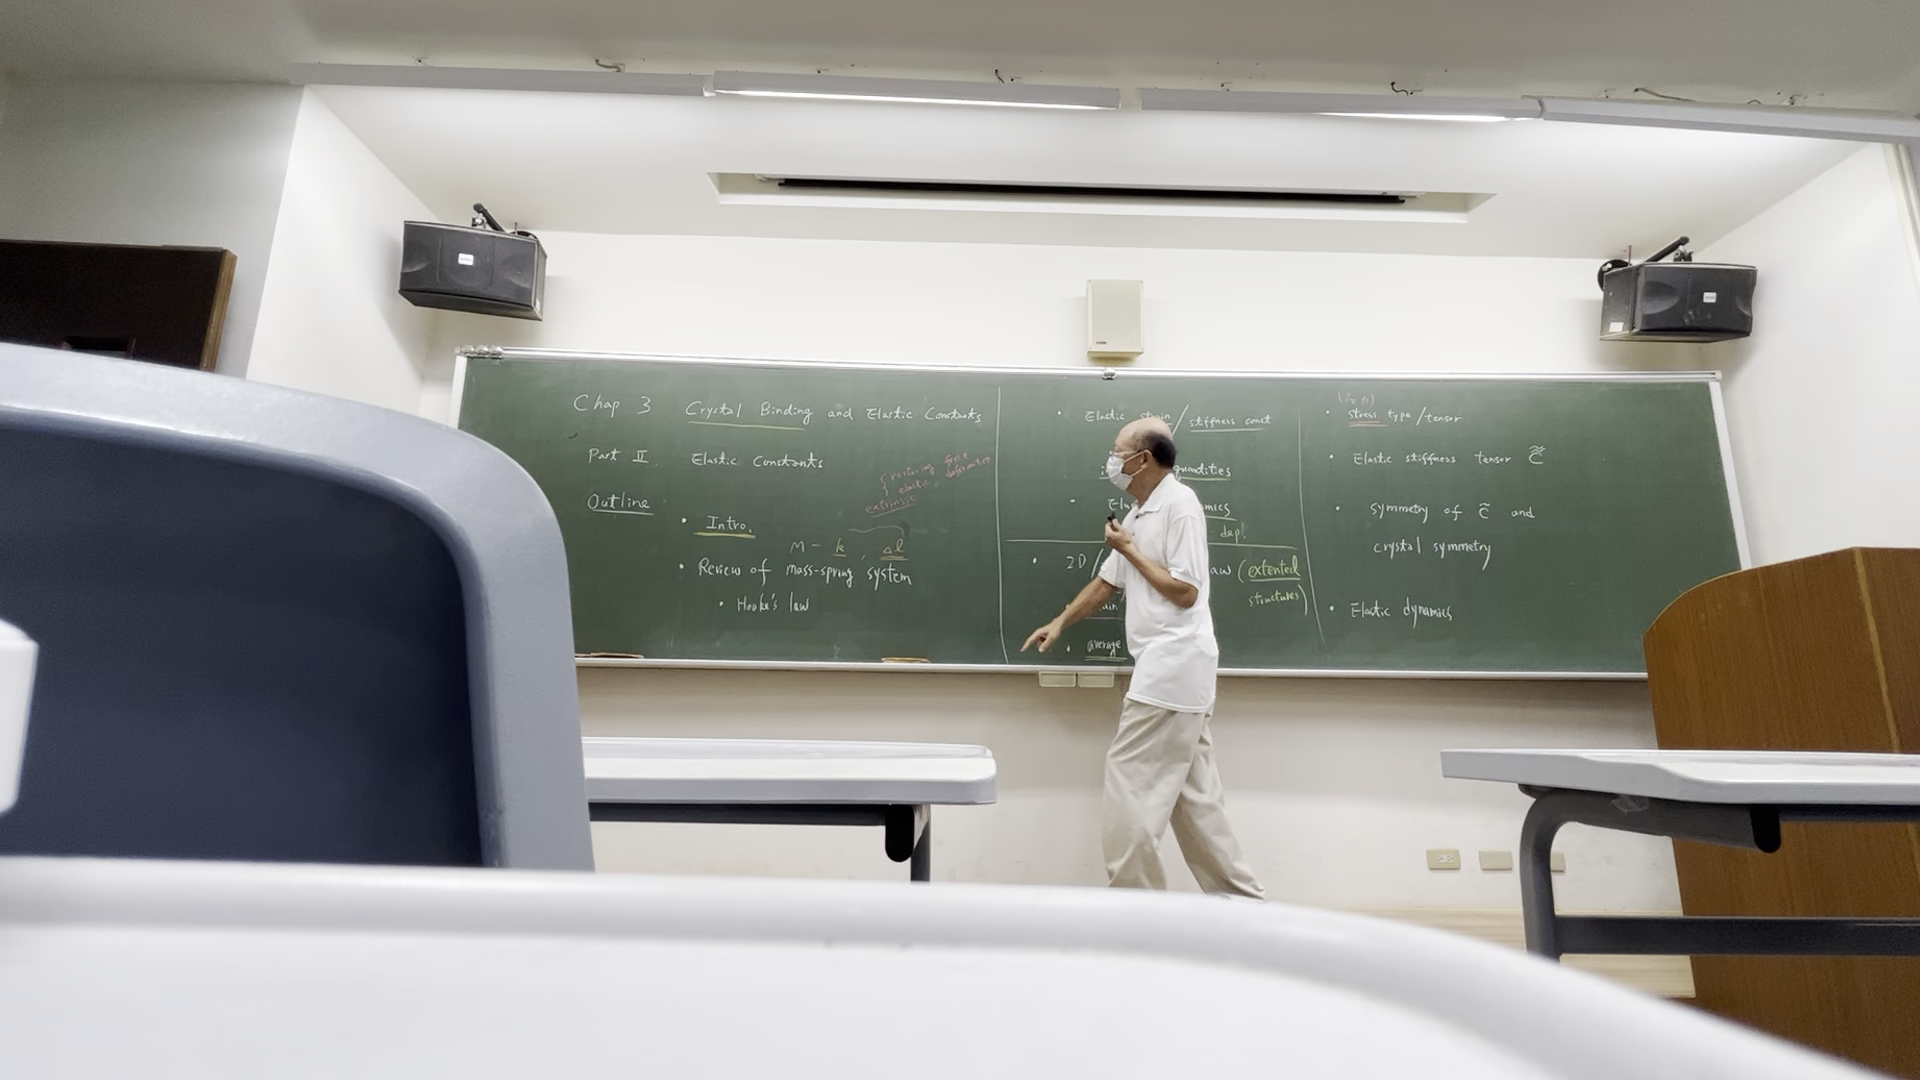 Chap 3 Crystal Binding and Elastic Constants
Part II. Elastic Constants
{ restoring force
elastic
extrinsic
Outline
• Intro.
M - k , Δl
• Review of mass-spring system
• Hooke's law
• Elastic strain / stiffness const
quantities
dep!
• 2D / aw (extented
structures)
• average
• stress type/tensor
• Elastic stiffness tensor C̃̃
• symmetry of C̃ and
crystal symmetry
• Elastic dynamics